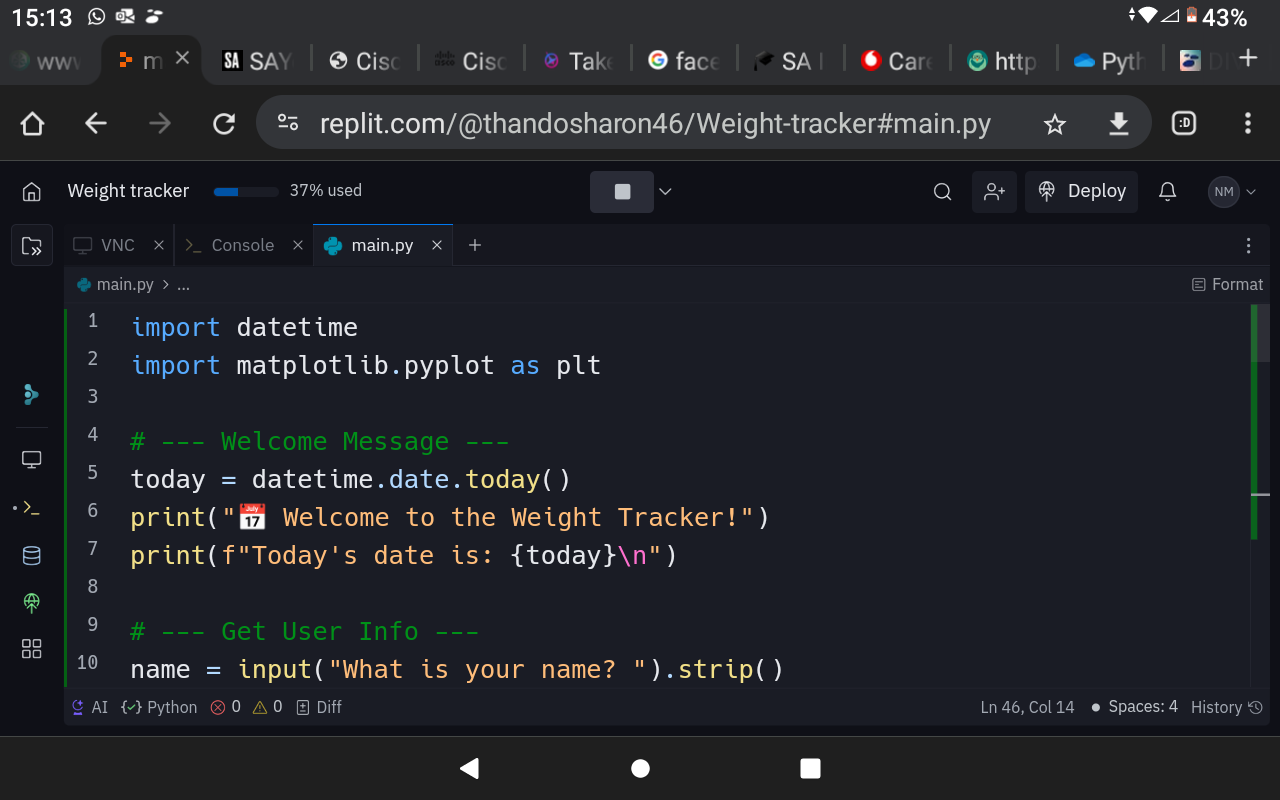 15:13 43%
www m SAY Cisc Cisc Take face SA Care http Pyth
replit.com/@thandosharon46/Weight-tracker#main.py :D
Weight tracker 37% used Deploy NM
VNC Console main.py
main.py > ... Format
1 import datetime
2 import matplotlib.pyplot as plt
3
4 # --- Welcome Message ---
5 today = datetime.date.today()
6 print("📅 Welcome to the Weight Tracker!")
7 print(f"Today's date is: {today}\n")
8
9 # --- Get User Info ---
10 name = input("What is your name? ").strip()
AI Python 0 0 Diff Ln 46, Col 14 Spaces: 4 History